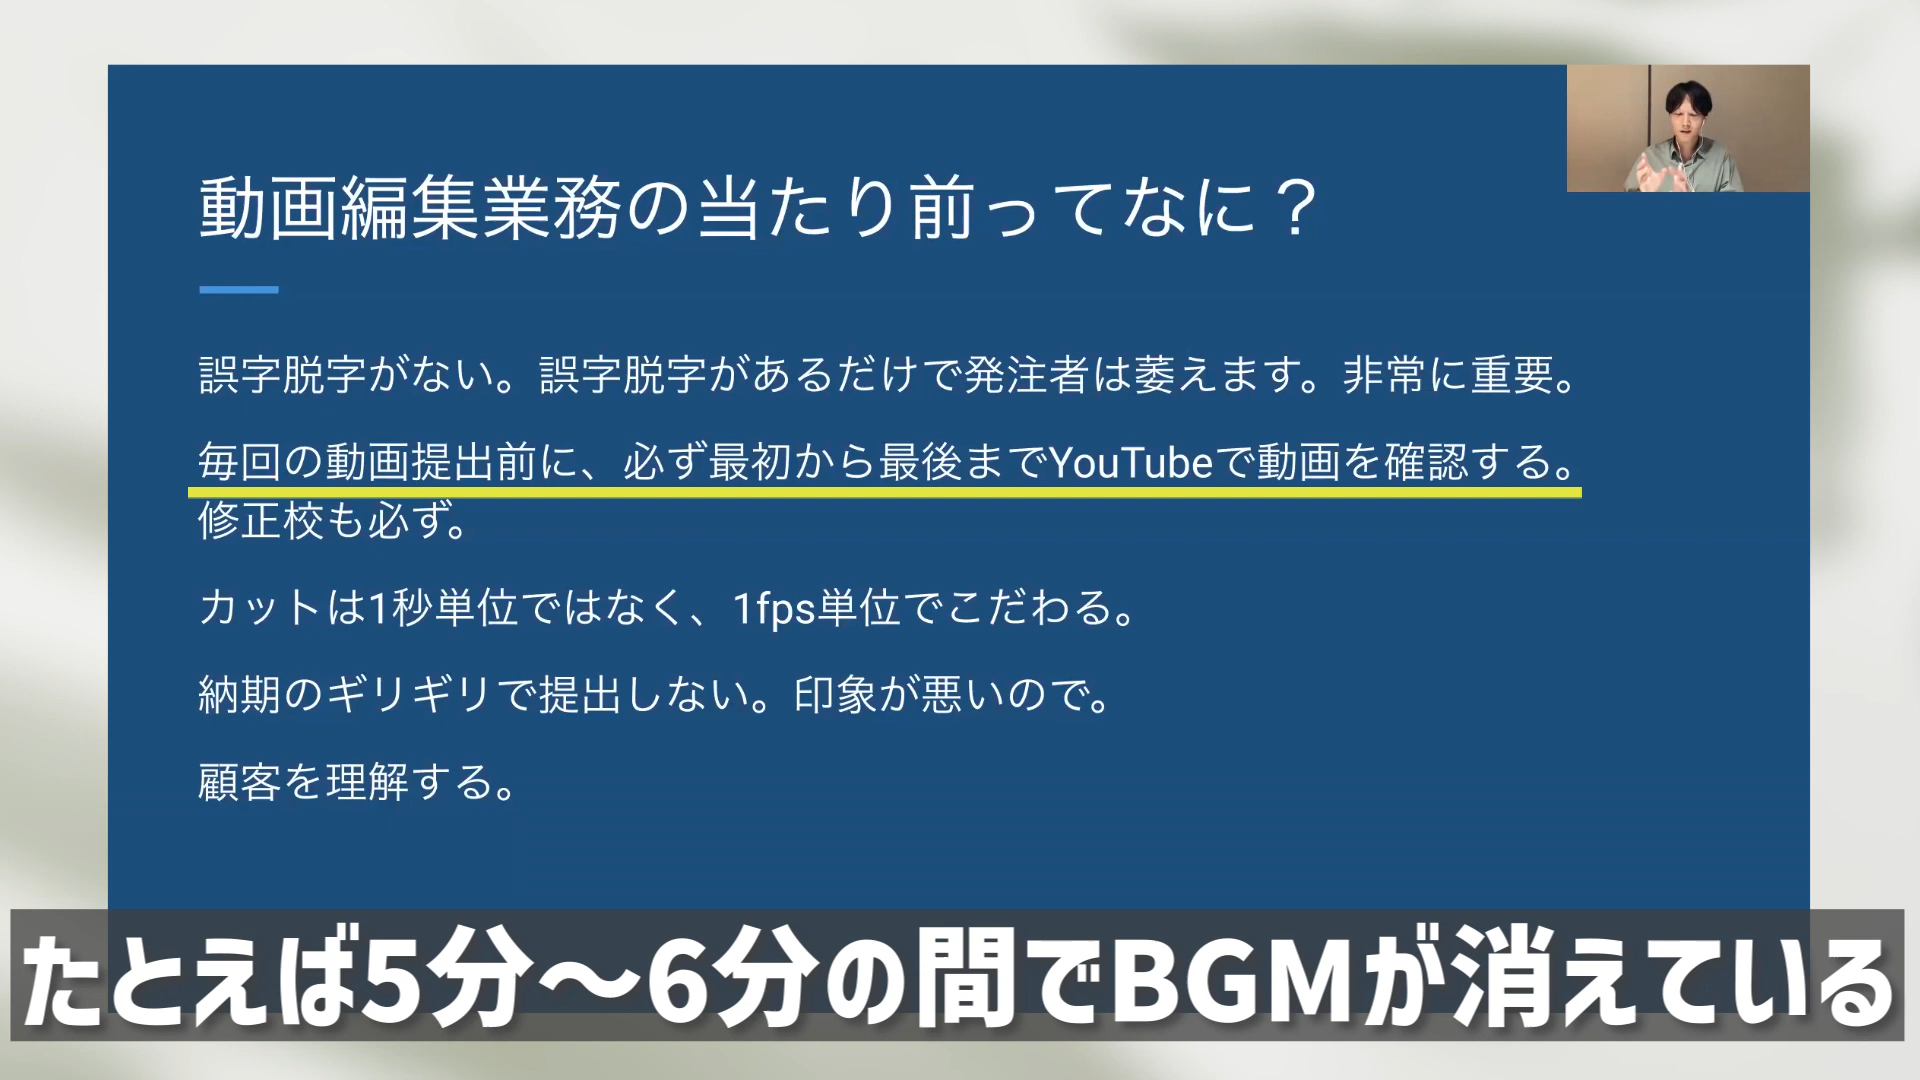 動画編集業務の当たり前ってなに？
誤字脱字がない。誤字脱字があるだけで発注者は萎えます。非常に重要。
毎回の動画提出前に、必ず最初から最後までYouTubeで動画を確認する。
修正校も必ず。
カットは1秒単位ではなく、1fps単位でこだわる。
納期のギリギリで提出しない。印象が悪いので。
顧客を理解する。
たとえば5分～6分の間でBGMが消えている